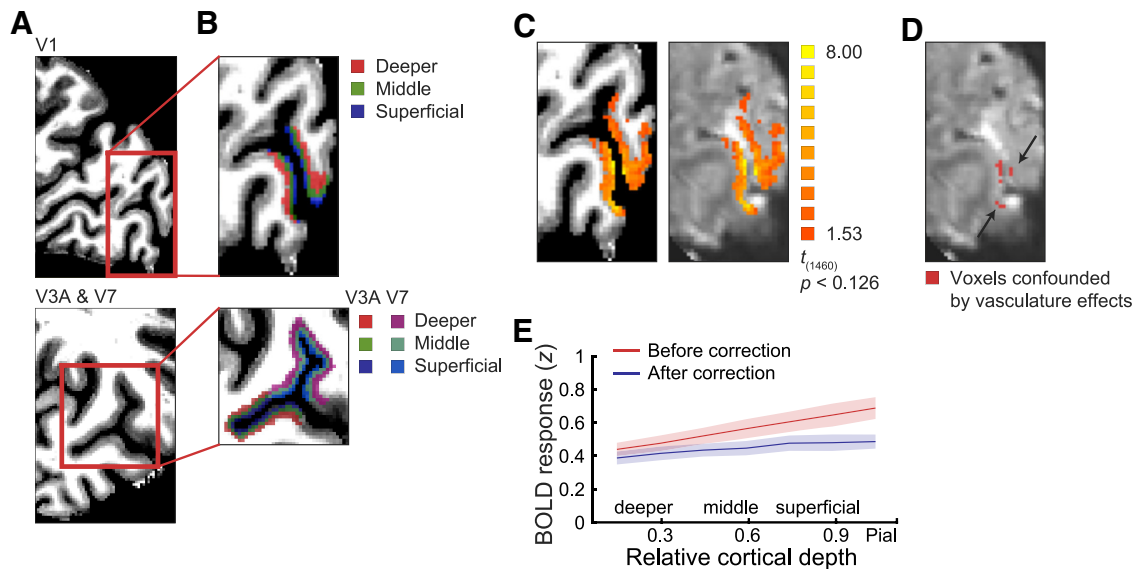 A
V1
B
Deeper
Middle
Superficial
C
8.00
1.53
t(1460)
p < 0.126
D
Voxels confounded
by vasculature effects
V3A & V7
V3A V7
Deeper
Middle
Superficial
E
Before correction
After correction
BOLD response (z)
1
0.8
0.6
0.4
0.2
0
deeper
middle
superficial
0.3
0.6
0.9
Pial
Relative cortical depth